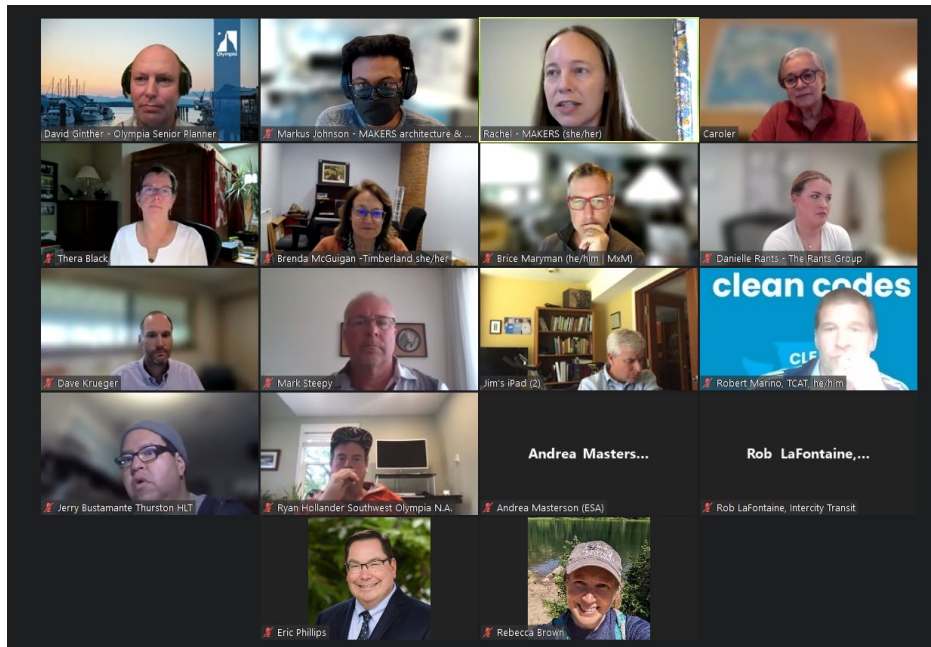 Olympia
David Ginther - Olympia Senior Planner
Markus Johnson - MAKERS architecture & ...
Rachel - MAKERS (she/her)
Caroler
Thera Black
Brenda McGuigan -Timberland she/her
Brice Maryman (he/him | MxM)
Danielle Rants - The Rants Group
clean codes
CLE
Dave Krueger
Mark Steepy
Jim's iPad (2)
Robert Marino, TCAT, he/him
Andrea Masters...
Rob LaFontaine,...
Jerry Bustamante Thurston HLT
Ryan Hollander Southwest Olympia N.A.
Andrea Masterson (ESA)
Rob LaFontaine, Intercity Transit
Eric Phillips
Rebecca Brown